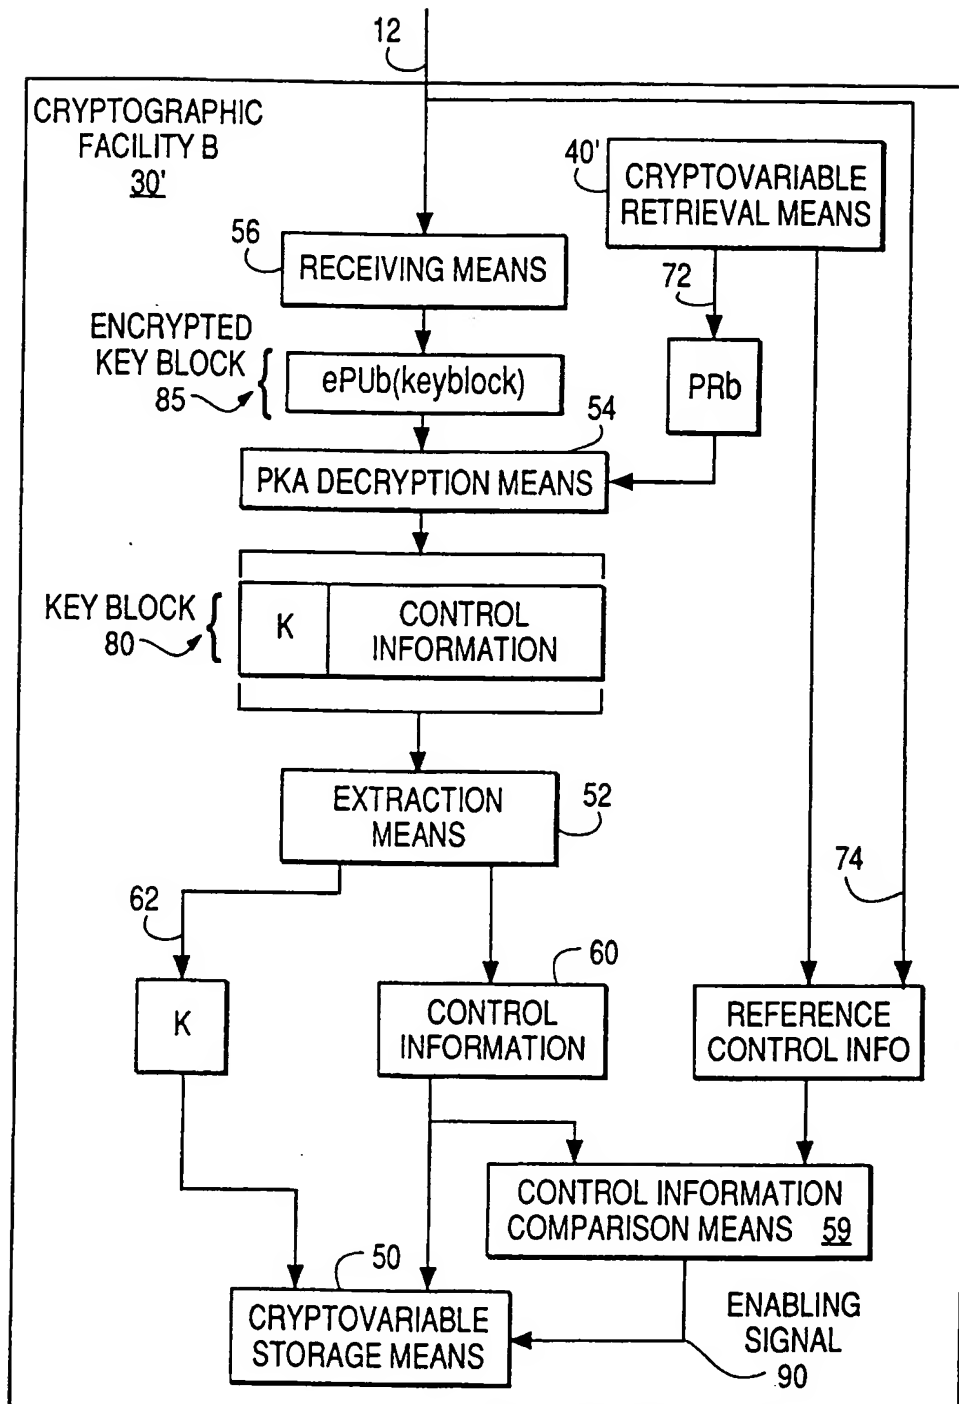 12
CRYPTOGRAPHIC
FACILITY B
30'
40'
CRYPTOVARIABLE
RETRIEVAL MEANS
56
RECEIVING MEANS
72
ENCRYPTED
KEY BLOCK
85
ePUb(keyblock)
PRb
54
PKA DECRYPTION MEANS
KEY BLOCK
80
K
CONTROL
INFORMATION
EXTRACTION
MEANS
52
74
62
60
K
CONTROL
INFORMATION
REFERENCE
CONTROL INFO
CONTROL INFORMATION
COMPARISON MEANS 59
50
CRYPTOVARIABLE
STORAGE MEANS
ENABLING
SIGNAL
90